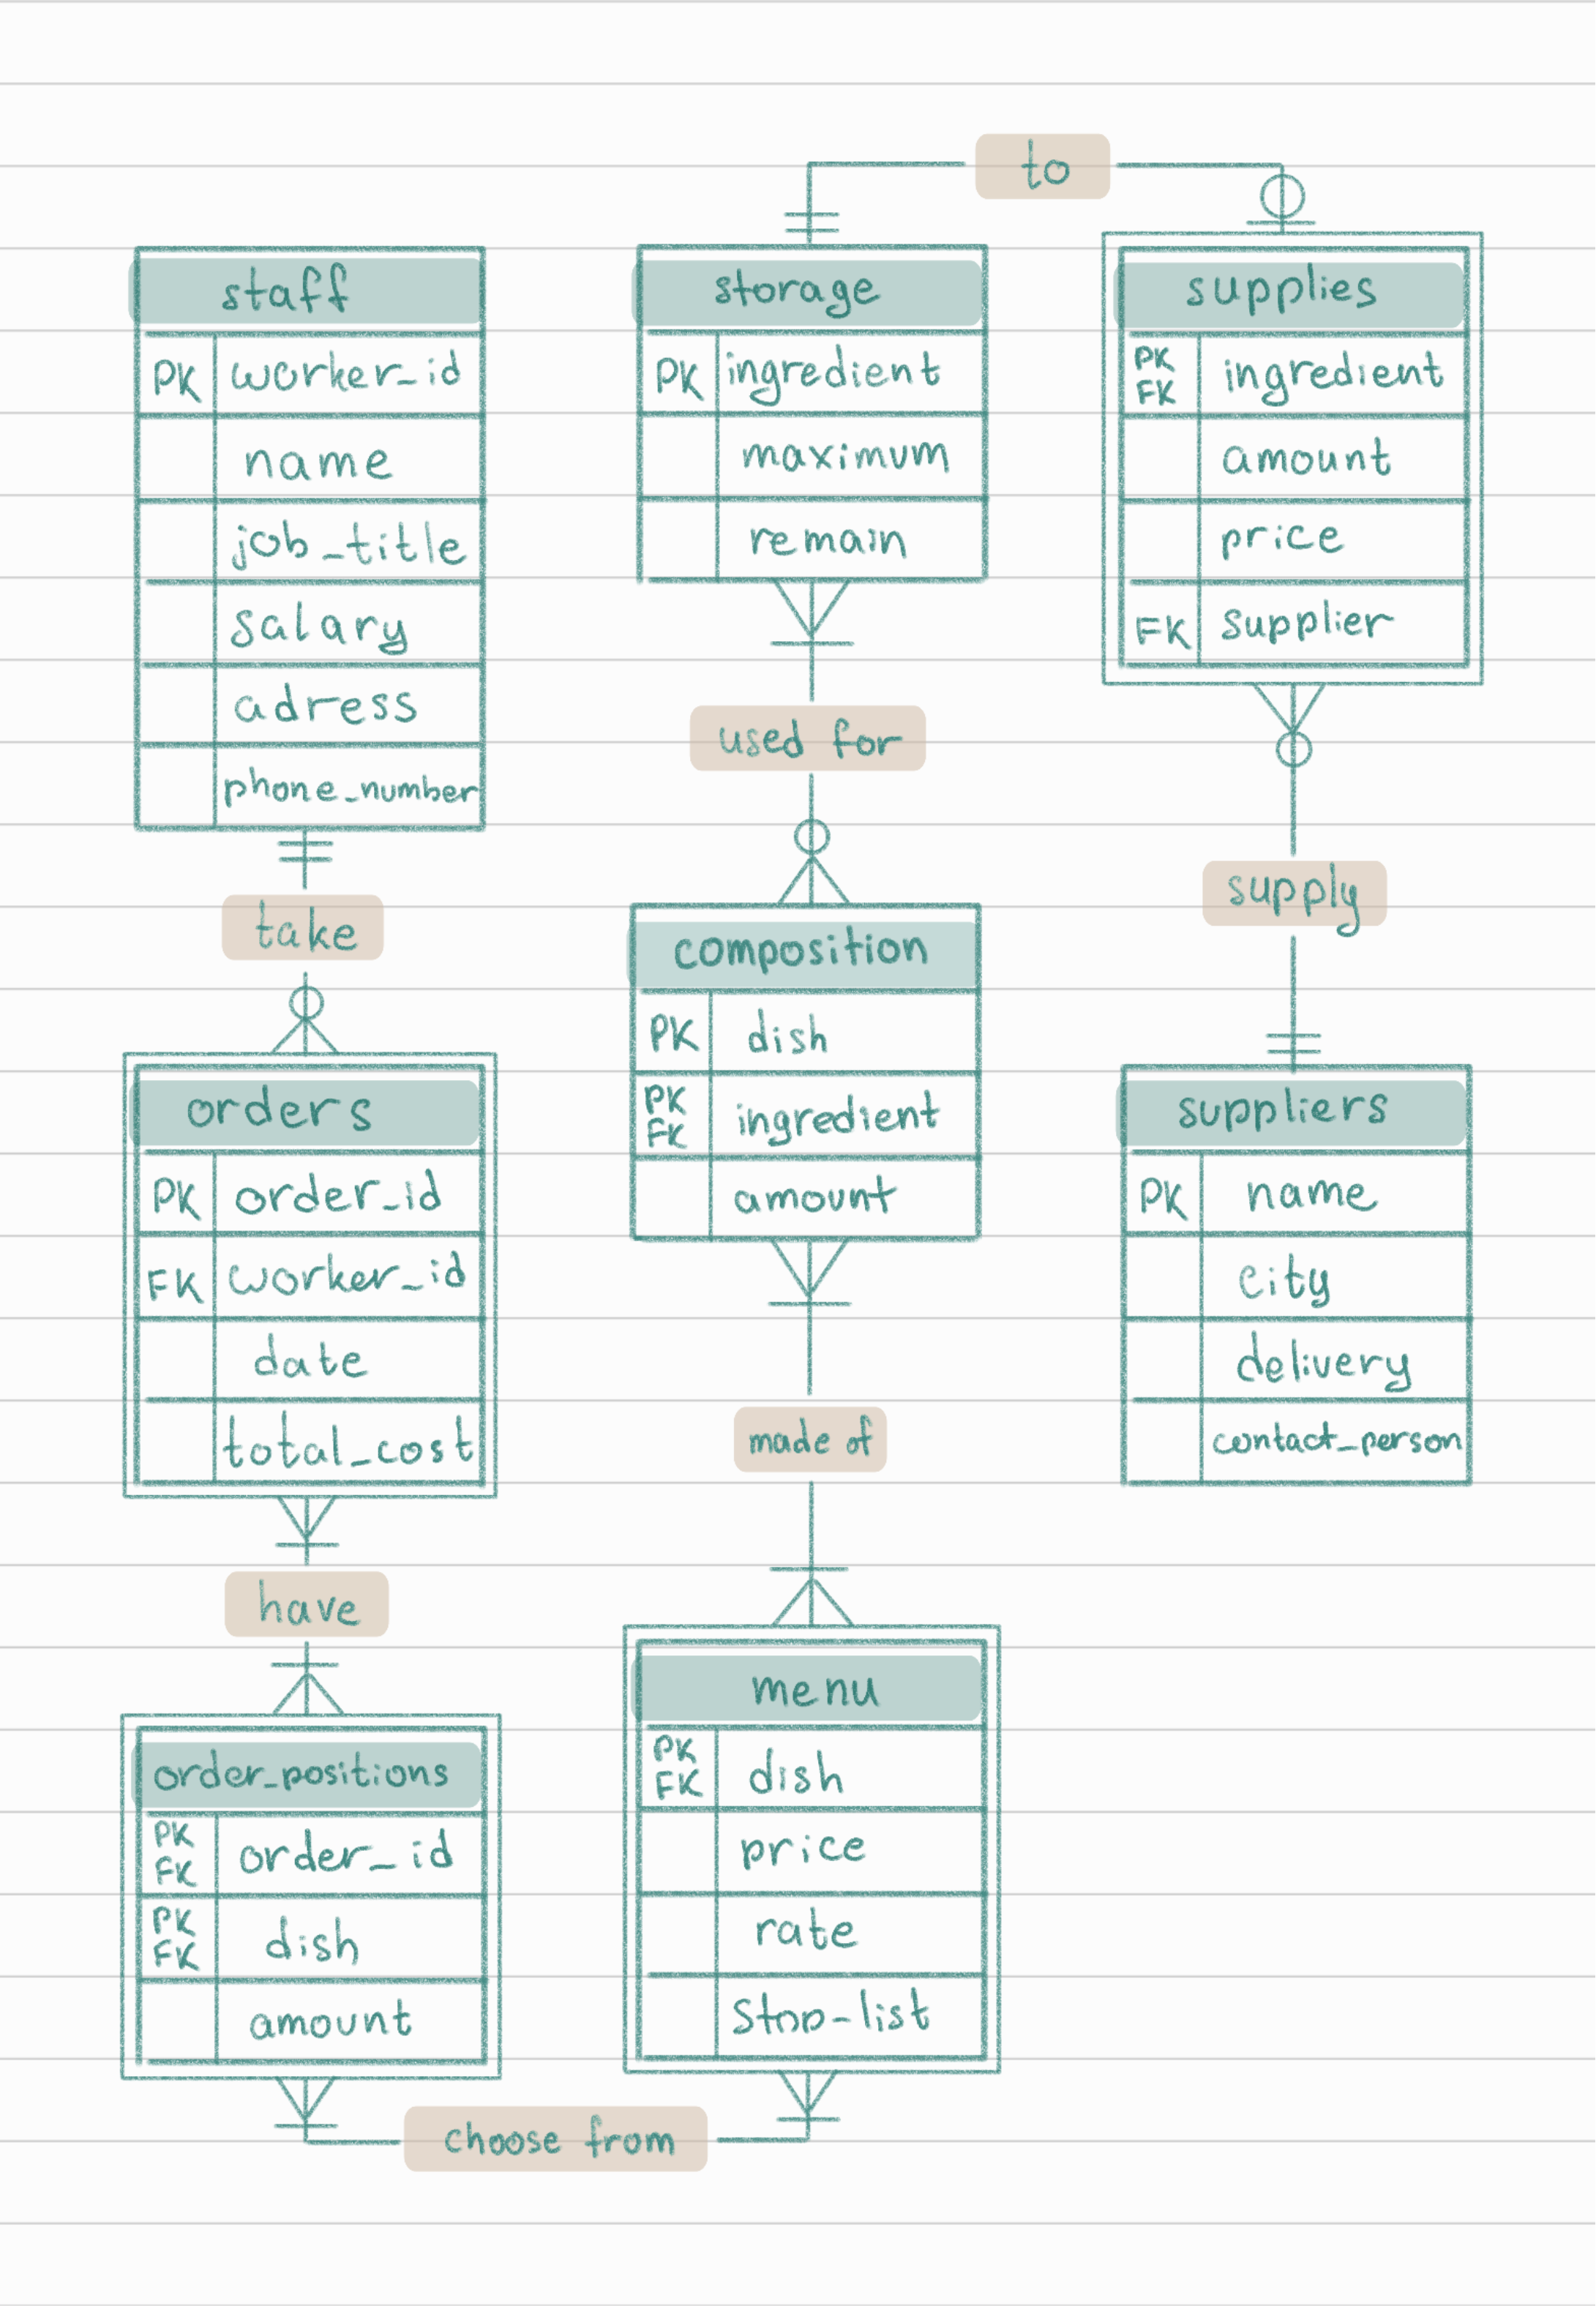 to
staff
PK worker_id
name
job_title
salary
adress
phone_number
take
orders
PK order_id
FK worker_id
date
total_cost
have
order_positions
PK
FK order_id
PK
FK dish
amount
choose from
storage
PK ingredient
maximum
remain
used for
composition
PK dish
PK
FK ingredient
amount
made of
menu
PK
FK dish
price
rate
stop-list
supplies
PK
FK ingredient
amount
price
FK supplier
supply
suppliers
PK name
city
delivery
contact_person